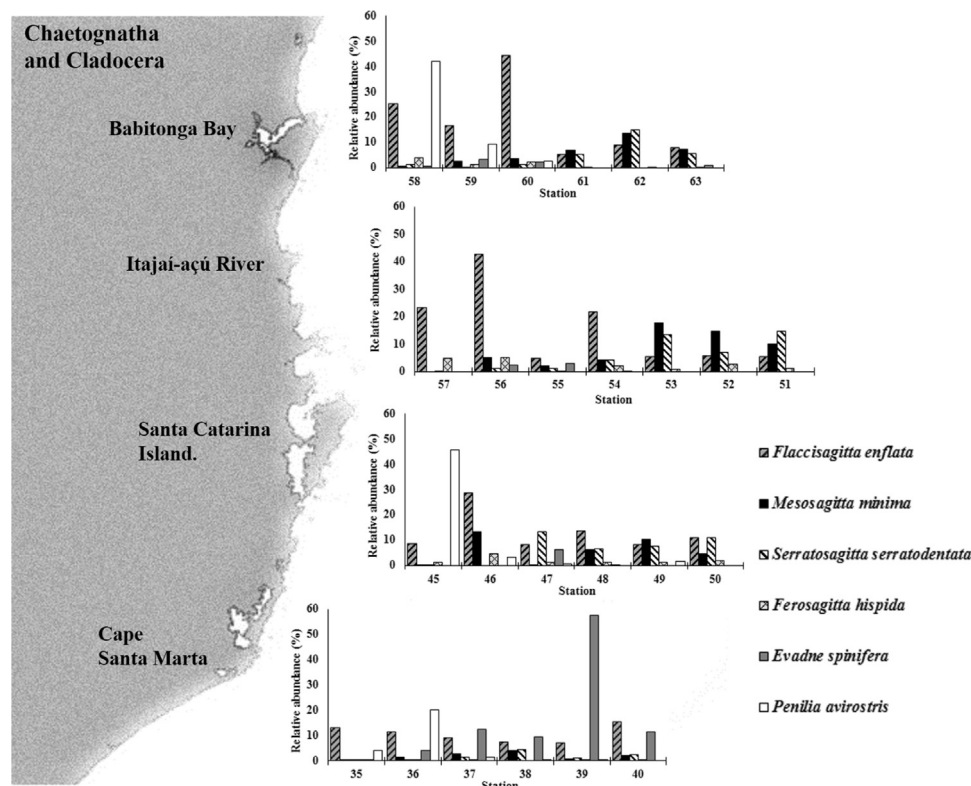 Chaetognatha
and Cladocera
Babitonga Bay
Itajaí-açú River
Santa Catarina
Island.
Cape
Santa Marta
Relative abundance (%)
60
50
40
30
20
10
0
58 59 60 61 62 63
Station
Relative abundance (%)
60
50
40
30
20
10
0
57 56 55 54 53 52 51
Station
Relative abundance (%)
60
50
40
30
20
10
0
45 46 47 48 49 50
Station
Relative abundance (%)
60
50
40
30
20
10
0
35 36 37 38 39 40
Station
Flaccisagitta enflata
Mesosagitta minima
Serratosagitta serratodentata
Ferosagitta hispida
Evadne spinifera
Penilia avirostris